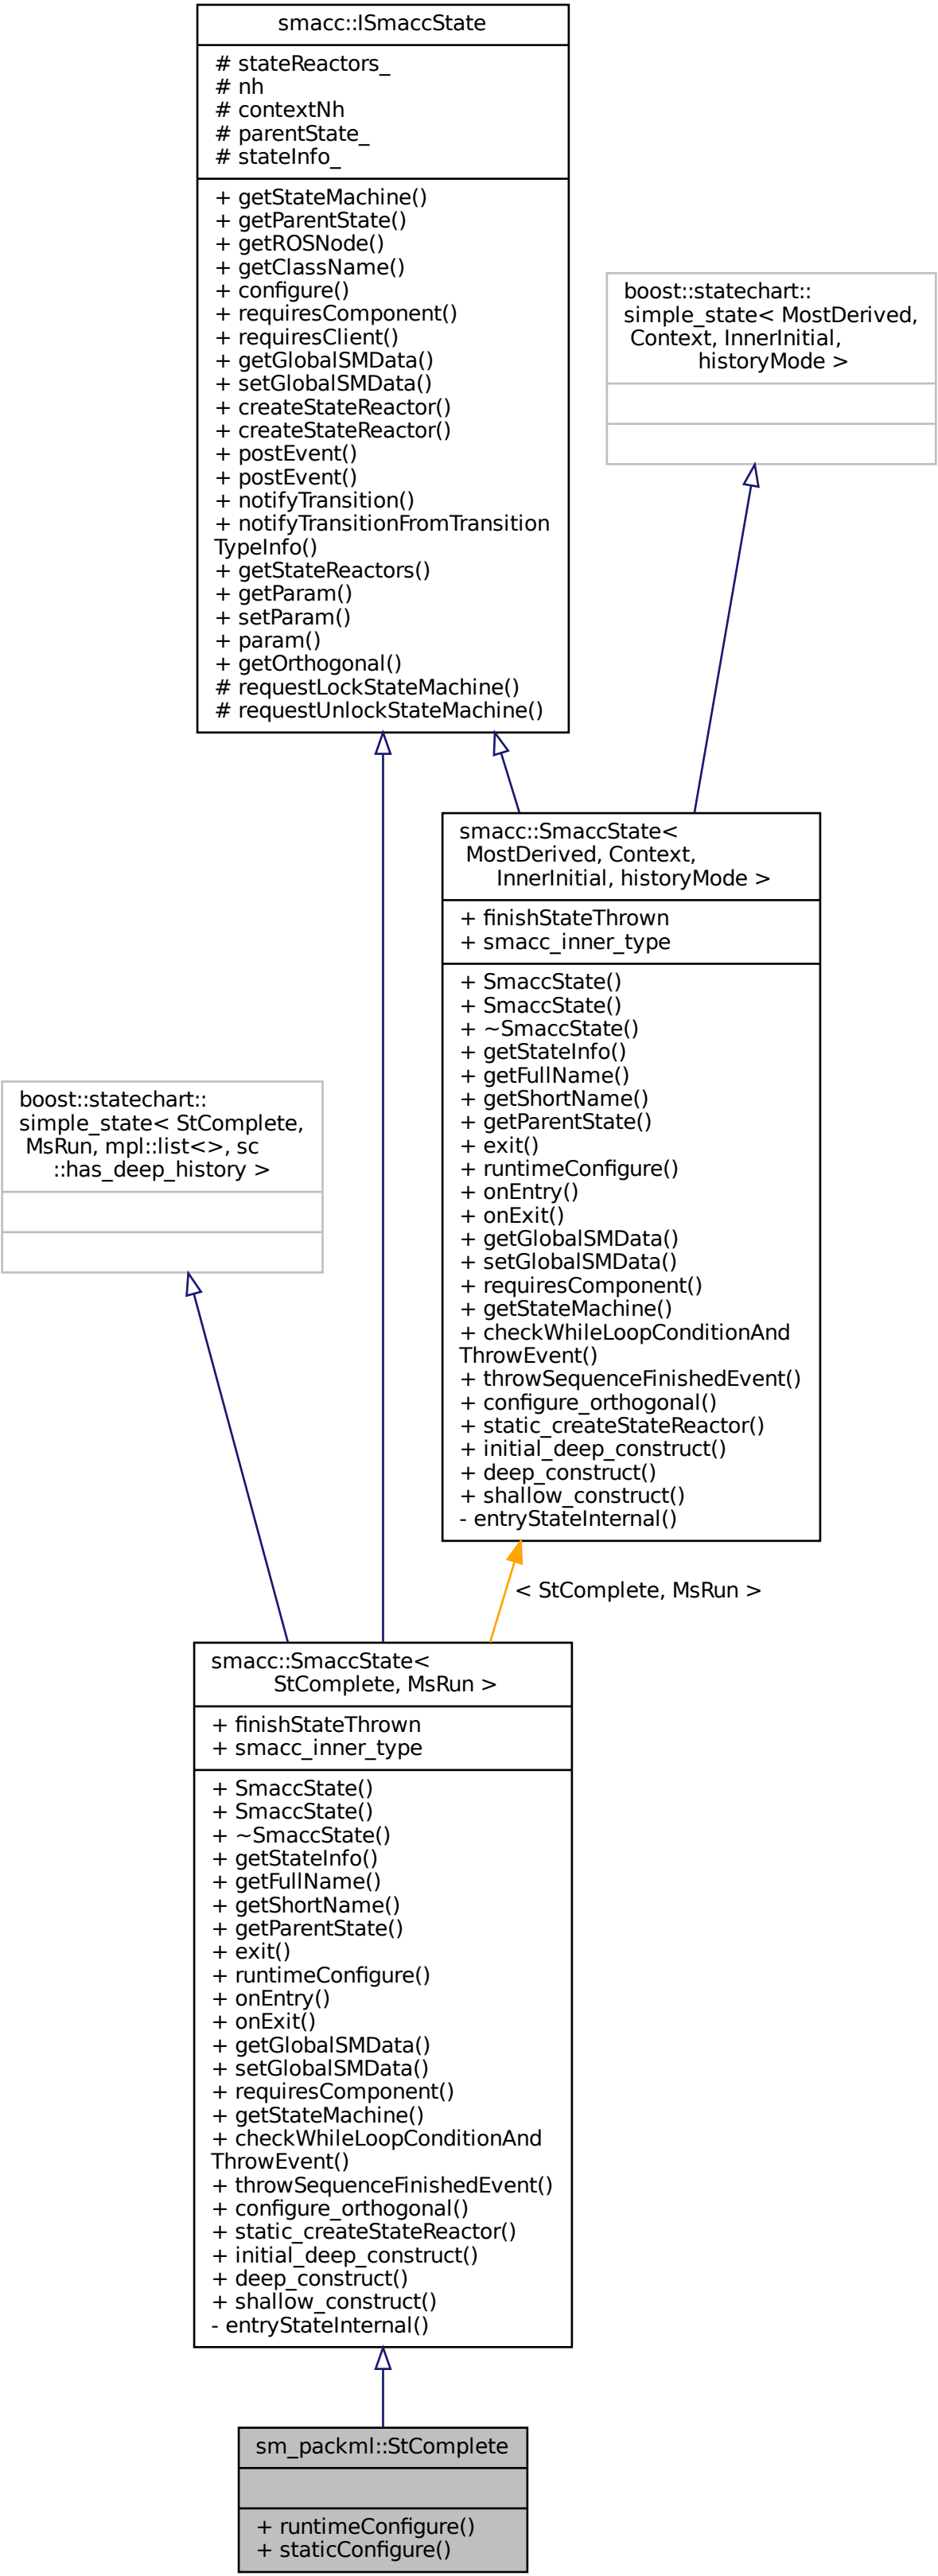 smacc::ISmaccState
# stateReactors_
# nh
# contextNh
# parentState_
# stateInfo_
+ getStateMachine()
+ getParentState()
+ getROSNode()
+ getClassName()
+ configure()
+ requiresComponent()
+ requiresClient()
+ getGlobalSMData()
+ setGlobalSMData()
+ createStateReactor()
+ createStateReactor()
+ postEvent()
+ postEvent()
+ notifyTransition()
+ notifyTransitionFromTransition
TypeInfo()
+ getStateReactors()
+ getParam()
+ setParam()
+ param()
+ getOrthogonal()
# requestLockStateMachine()
# requestUnlockStateMachine()
boost::statechart::
simple_state< MostDerived,
Context, InnerInitial,
historyMode >
smacc::SmaccState<
MostDerived, Context,
InnerInitial, historyMode >
+ finishStateThrown
+ smacc_inner_type
+ SmaccState()
+ SmaccState()
+ ~SmaccState()
+ getStateInfo()
+ getFullName()
+ getShortName()
+ getParentState()
+ exit()
+ runtimeConfigure()
+ onEntry()
+ onExit()
+ getGlobalSMData()
+ setGlobalSMData()
+ requiresComponent()
+ getStateMachine()
+ checkWhileLoopConditionAnd
ThrowEvent()
+ throwSequenceFinishedEvent()
+ configure_orthogonal()
+ static_createStateReactor()
+ initial_deep_construct()
+ deep_construct()
+ shallow_construct()
- entryStateInternal()
boost::statechart::
simple_state< StComplete,
MsRun, mpl::list<>, sc
::has_deep_history >
< StComplete, MsRun >
smacc::SmaccState<
StComplete, MsRun >
+ finishStateThrown
+ smacc_inner_type
+ SmaccState()
+ SmaccState()
+ ~SmaccState()
+ getStateInfo()
+ getFullName()
+ getShortName()
+ getParentState()
+ exit()
+ runtimeConfigure()
+ onEntry()
+ onExit()
+ getGlobalSMData()
+ setGlobalSMData()
+ requiresComponent()
+ getStateMachine()
+ checkWhileLoopConditionAnd
ThrowEvent()
+ throwSequenceFinishedEvent()
+ configure_orthogonal()
+ static_createStateReactor()
+ initial_deep_construct()
+ deep_construct()
+ shallow_construct()
- entryStateInternal()
sm_packml::StComplete
+ runtimeConfigure()
+ staticConfigure()